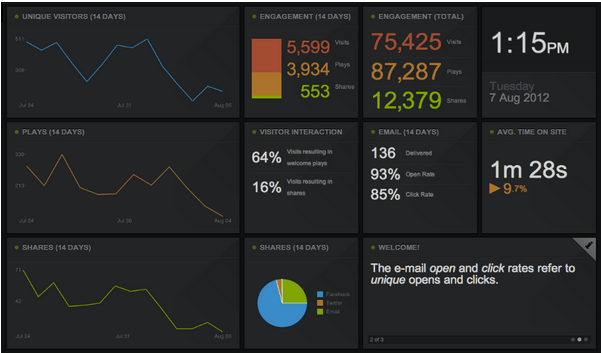 UNIQUE VISITORS (14 DAYS)
511
Jul 24
Jul 31
Aug 06
ENGAGEMENT (14 DAYS)
5,599 Visits
3,934 Plays
553 Shares
ENGAGEMENT (TOTAL)
75,425 Visits
87,287 Plays
12,379 Shares
1:15PM
Tuesday
7 Aug 2012
PLAYS (14 DAYS)
212
Jul 24
Jul 30
Aug 04
VISITOR INTERACTION
64% Visits resulting in
welcome plays
16% Visits resulting in
shares
EMAIL (14 DAYS)
136 Delivered
93% Open Rate
85% Click Rate
AVG. TIME ON SITE
1m 28s
9.7%
SHARES (14 DAYS)
71
40
Jul 24
Jul 31
Aug 06
SHARES (14 DAYS)
Facebook
Twitter
Email
WELCOME!
The e-mail open and click rates refer to
unique opens and clicks.
2 of 3